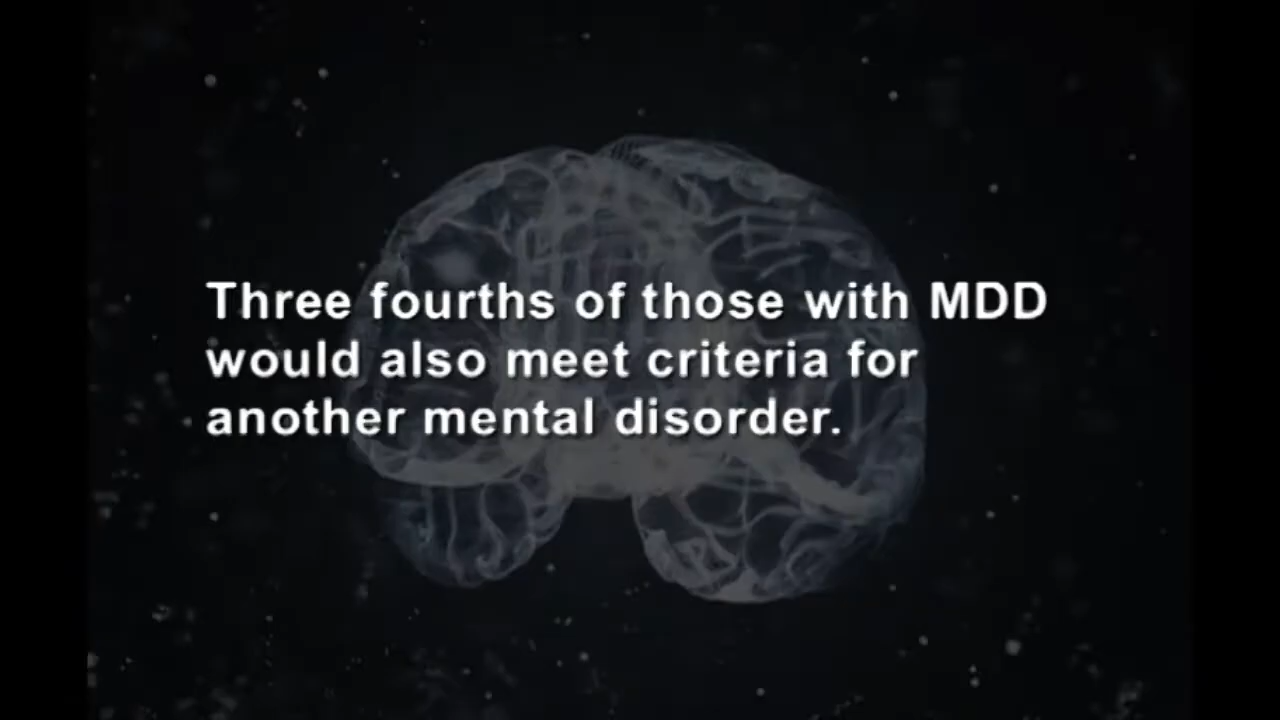 Three fourths of those with MDD
would also meet criteria for
another mental disorder.